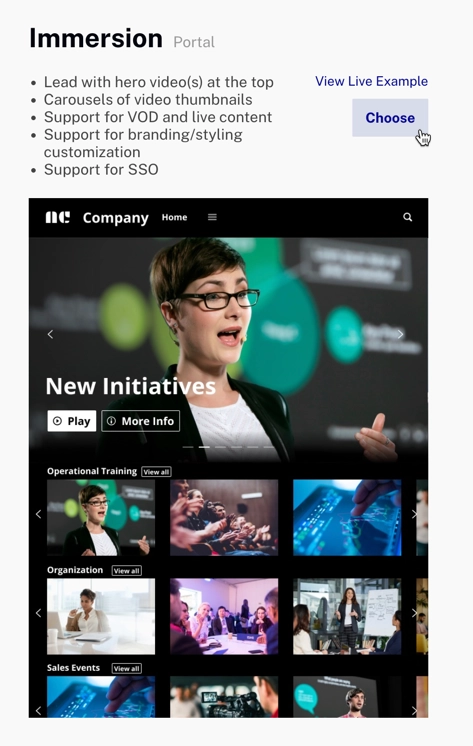 Immersion Portal
• Lead with hero video(s) at the top
• Carousels of video thumbnails
• Support for VOD and live content
• Support for branding/styling
customization
• Support for SSO
View Live Example
Choose
nc Company Home
New Initiatives
Play More Info
Operational Training View all
Organization View all
Sales Events View all